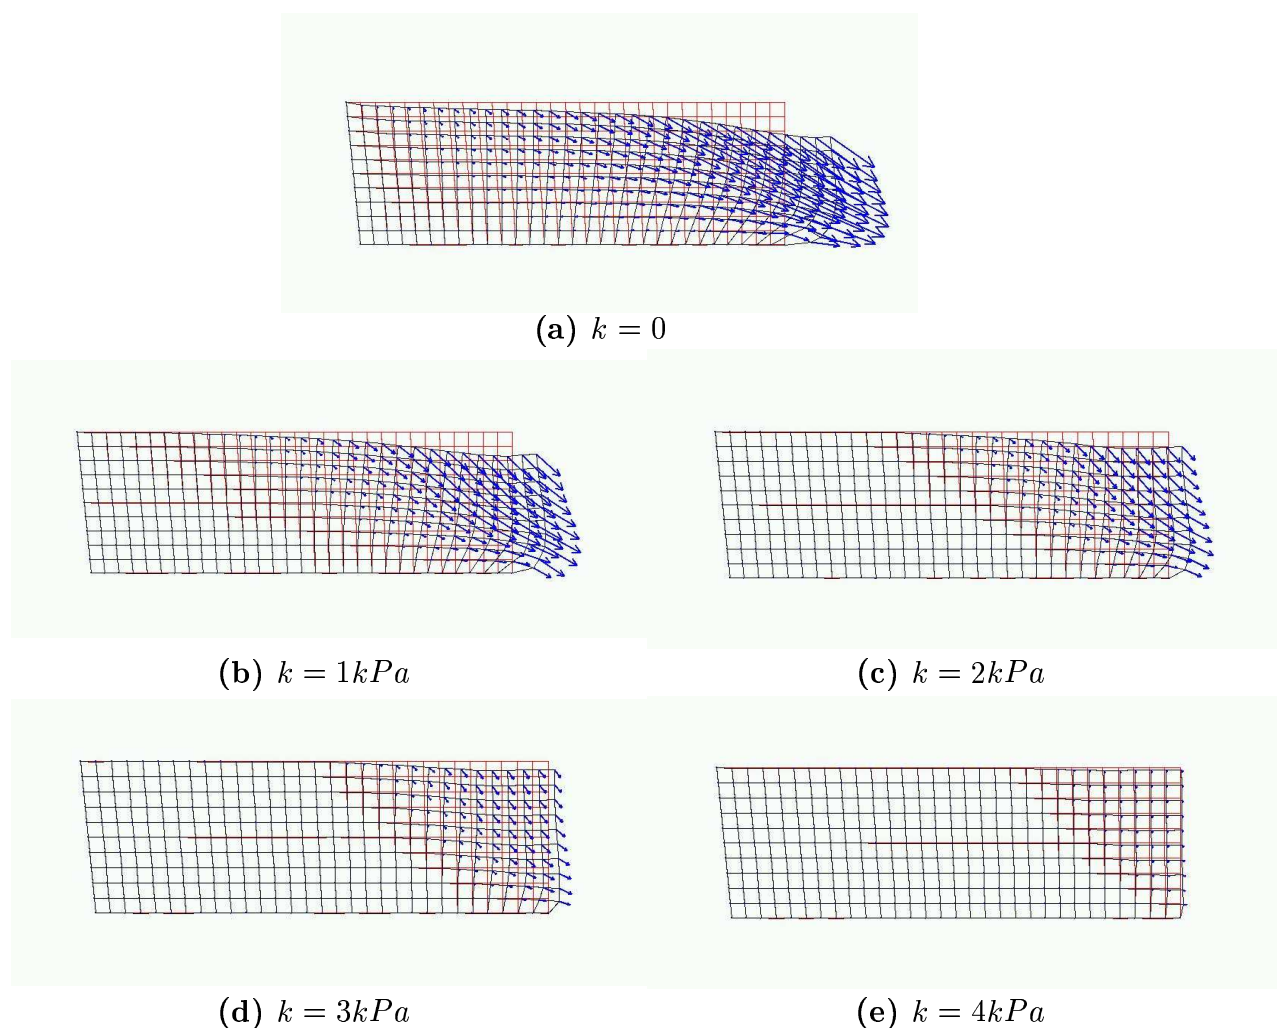 (a) k = 0
(b) k = 1kPa
(c) k = 2kPa
(d) k = 3kPa
(e) k = 4kPa